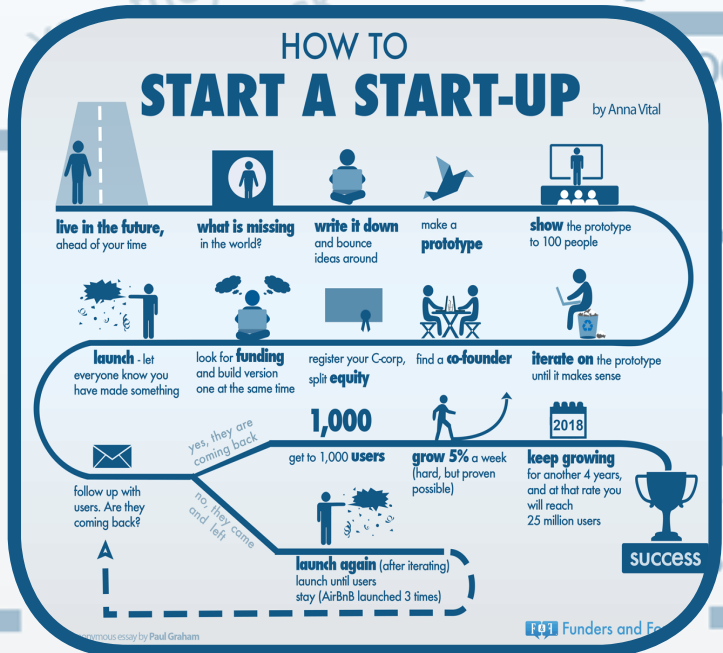 HOW TO
START A START-UP
by Anna Vital
live in the future,
ahead of your time
what is missing
in the world?
write it down
and bounce
ideas around
make a
prototype
show the prototype
to 100 people
iterate on the prototype
until it makes sense
find a co-founder
register your C-corp,
split equity
look for funding
and build version
one at the same time
launch - let
everyone know you
have made something
follow up with
users. Are they
coming back?
yes, they are
coming back
1,000
get to 1,000 users
grow 5% a week
(hard, but proven
possible)
2018
keep growing
for another 4 years,
and at that rate you
will reach
25 million users
success
no, they came
and left
launch again (after iterating)
launch until users
stay (AirBnB launched 3 times)
essay by Paul Graham
Funders and